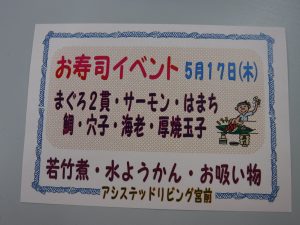 お寿司イベント 5月17日(木)
まぐろ2貫・サーモン・はまち
鯛・穴子・海老・厚焼玉子
若竹煮・水ようかん・お吸い物
アシステッドリビング宮前